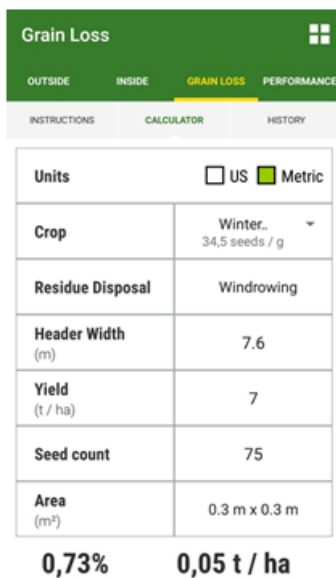 Grain Loss
OUTSIDE INSIDE GRAIN LOSS PERFORMANCE
INSTRUCTIONS CALCULATOR HISTORY
Units US Metric
Crop Winter..
34,5 seeds / g
Residue Disposal Windrowing
Header Width
(m) 7.6
Yield
(t / ha) 7
Seed count 75
Area
(m²) 0.3 m x 0.3 m
0,73% 0,05 t / ha